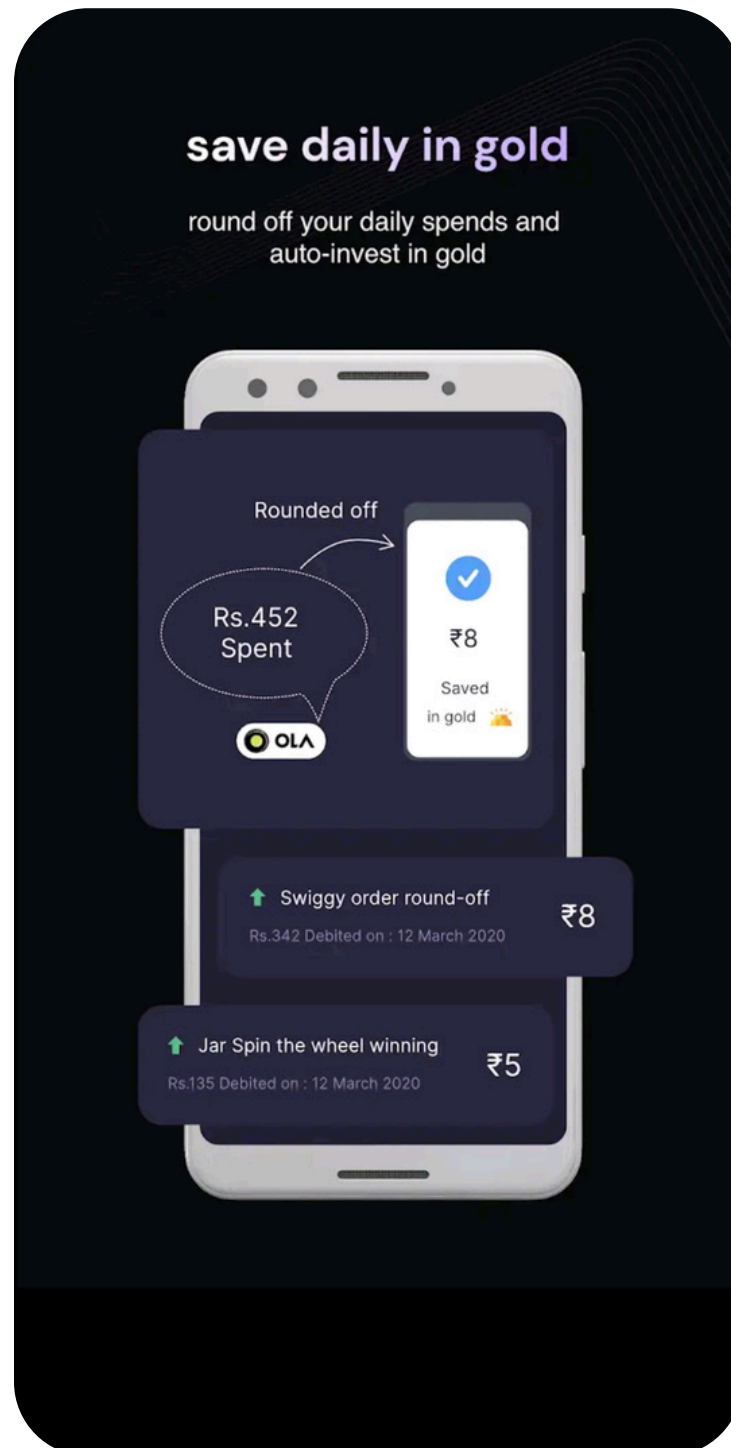 save daily in gold
round off your daily spends and
auto-invest in gold
Rounded off
Rs.452
Spent
OLA
₹8
Saved
in gold
Swiggy order round-off
₹8
Rs.342 Debited on : 12 March 2020
Jar Spin the wheel winning
₹5
Rs.135 Debited on : 12 March 2020